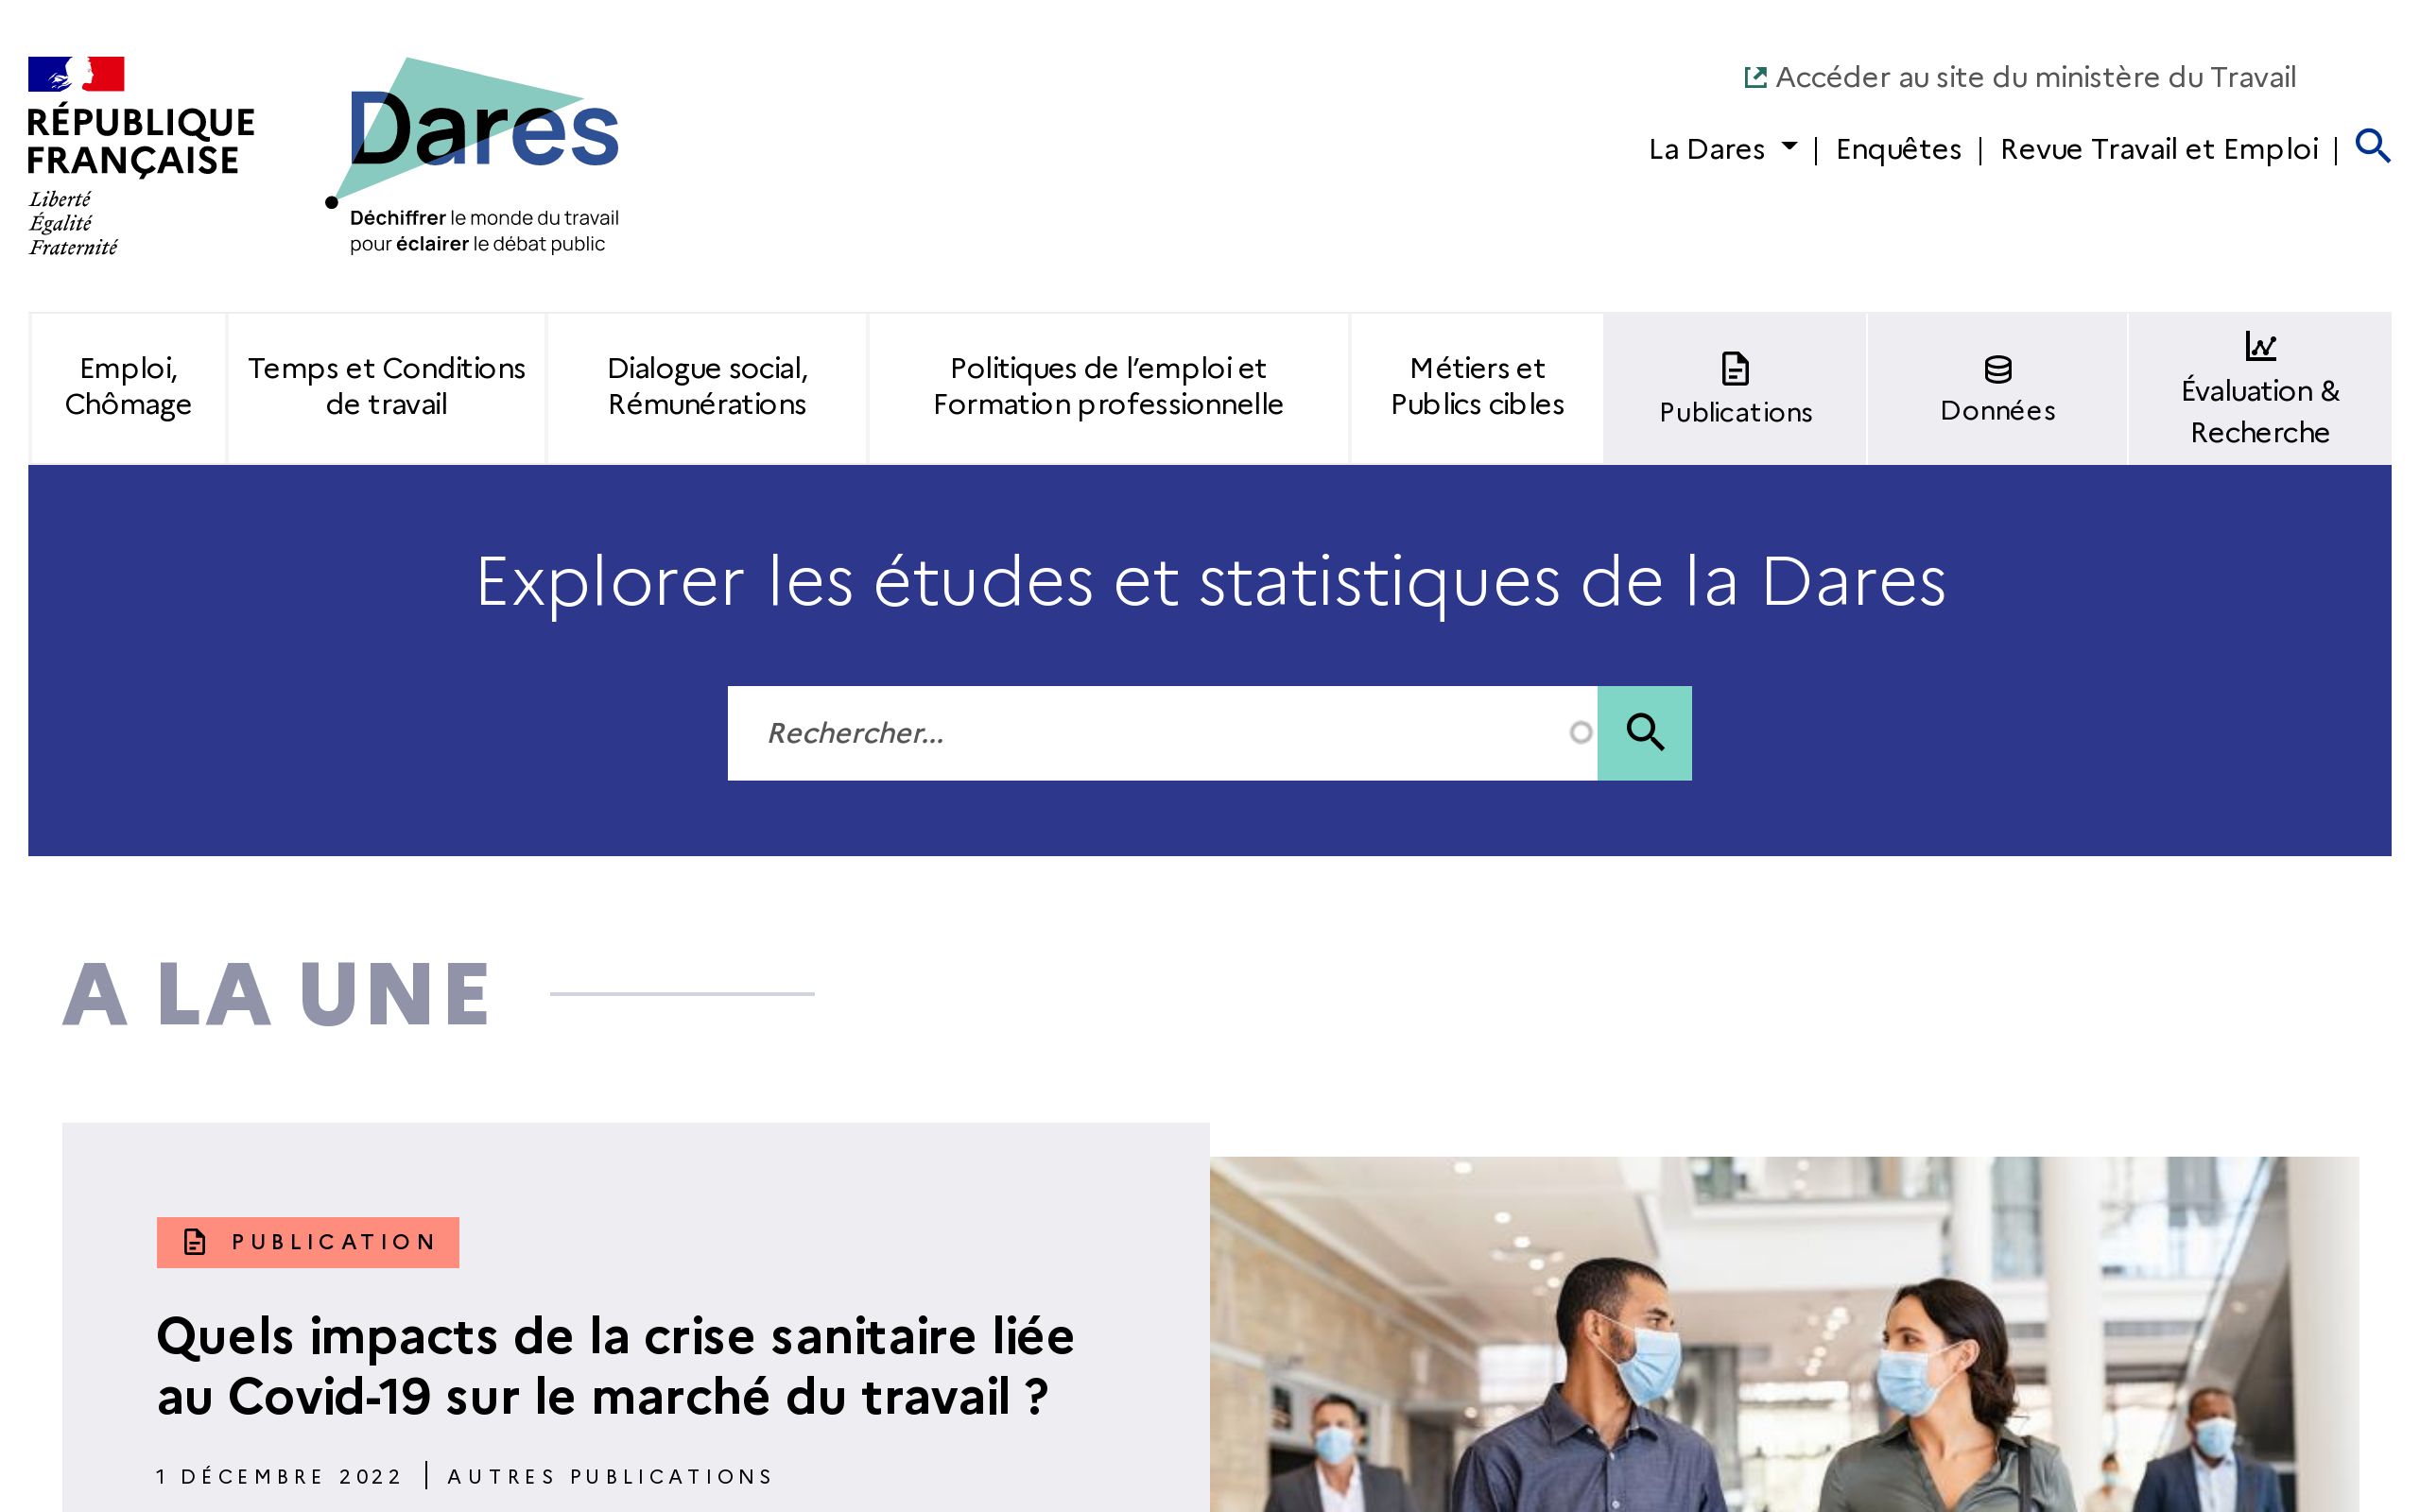 RÉPUBLIQUE
FRANÇAISE
Liberté
Égalité
Fraternité
Dares
Déchiffrer le monde du travail
pour éclairer le débat public
Accéder au site du ministère du Travail
La Dares | Enquêtes | Revue Travail et Emploi |
Emploi,
Chômage
Temps et Conditions
de travail
Dialogue social,
Rémunérations
Politiques de l’emploi et
Formation professionnelle
Métiers et
Publics cibles
Publications
Données
Évaluation &
Recherche
Explorer les études et statistiques de la Dares
Rechercher...
A LA UNE
PUBLICATION
Quels impacts de la crise sanitaire liée
au Covid-19 sur le marché du travail ?
1 DÉCEMBRE 2022 | AUTRES PUBLICATIONS